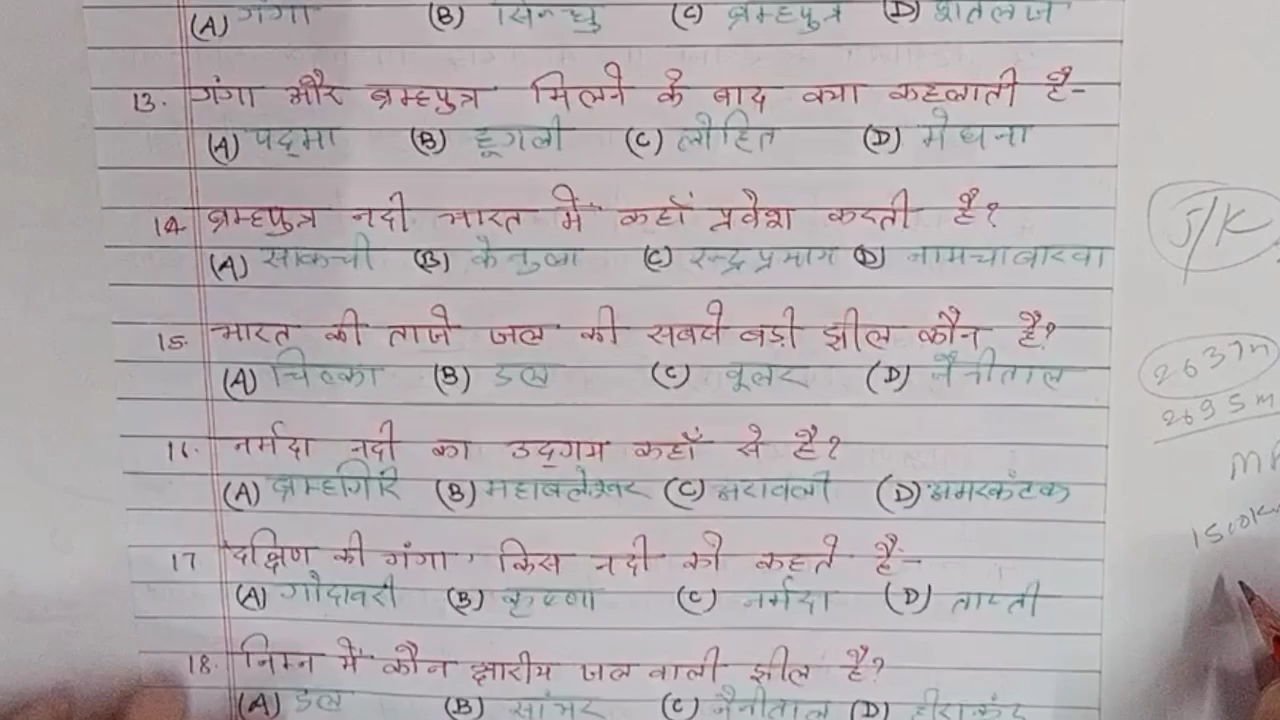 (A) गंगा (B) सिन्धु (C) ब्रम्हपुत्र (D) शतलज
13. गंगा और ब्रम्हपुत्र मिलने के बाद क्या कहलाती है-
(A) पद्मा (B) हूगली (C) लोहित (D) मेघना
14 ब्रम्हपुत्र नदी भारत में कहाँ प्रवेश करती है?
(A) साकची (B) केनुला (C) रुद्रप्रयाग (D) नामचाबारवा
15. भारत की ताजे जल की सबसे बड़ी झील कौन है?
(A) चिल्का (B) डल (C) वूलर (D) नैनीताल
16. नर्मदा नदी का उद्गम कहाँ से है?
(A) ब्रम्हगिरि (B) महाबलेश्वर (C) अरावली (D) अमरकंटक
17 'दक्षिण की गंगा' किस नदी को कहते हैं-
(A) गोदावरी (B) कृष्णा (C) नर्मदा (D) ताप्ती
18. निम्न में कौन क्षारीय जल वाली झील है?
(A) डल (B) सांभर (C) नैनीताल (D)
J/K
2637m
2695m